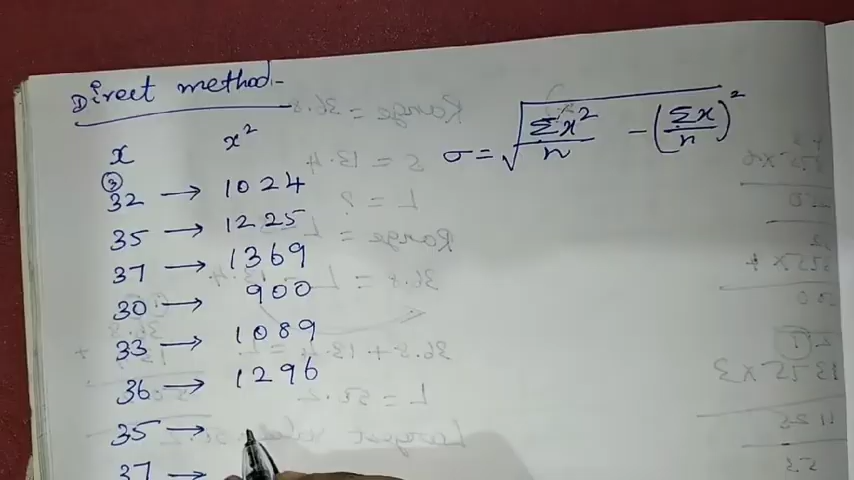 Direct method-
x x²
③
32 → 1024
35 → 1225
37 → 1369
30 → 900
33 → 1089
36 → 1296
35 →
37 →
σ = √(Σx²/n - (Σx/n)²)